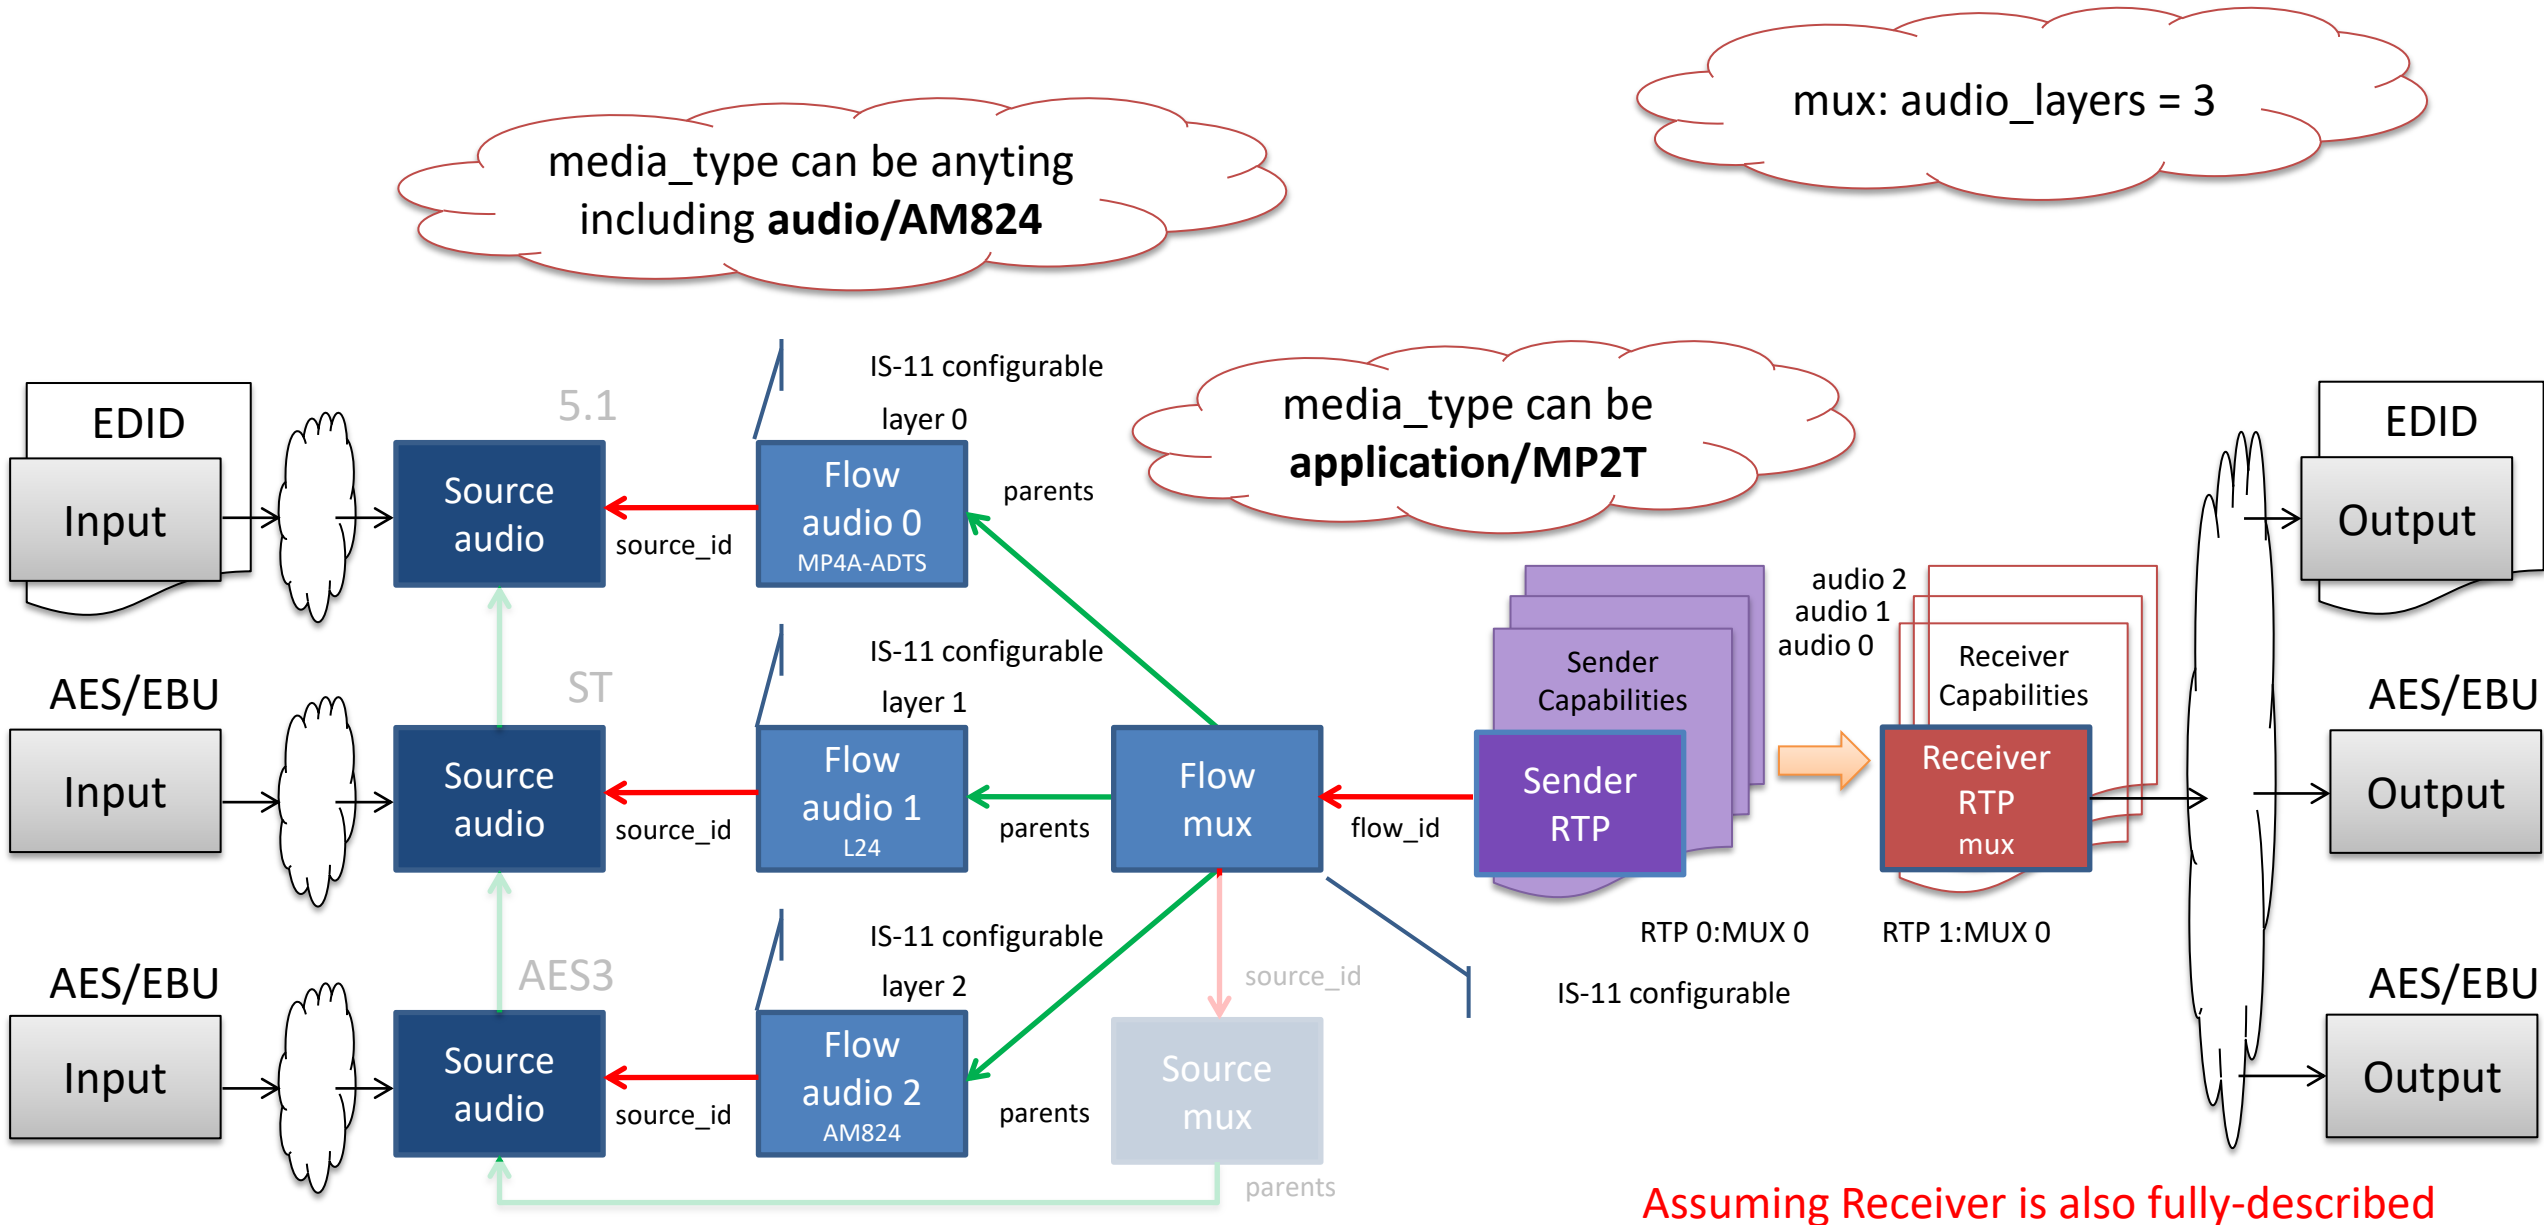 mux: audio_layers = 3
media_type can be anyting
including audio/AM824
media_type can be
application/MP2T
EDID
Input
5.1
Source
audio
source_id
IS-11 configurable
layer 0
Flow
audio 0
MP4A-ADTS
parents
AES/EBU
Input
ST
Source
audio
source_id
IS-11 configurable
layer 1
Flow
audio 1
L24
parents
Flow
mux
flow_id
AES/EBU
Input
AES3
Source
audio
source_id
IS-11 configurable
layer 2
Flow
audio 2
AM824
parents
source_id
Source
mux
parents
Sender
Capabilities
Sender
RTP
audio 2
audio 1
audio 0
Receiver
Capabilities
Receiver
RTP
mux
RTP 0:MUX 0
RTP 1:MUX 0
IS-11 configurable
EDID
Output
AES/EBU
Output
AES/EBU
Output
Assuming Receiver is also fully-described